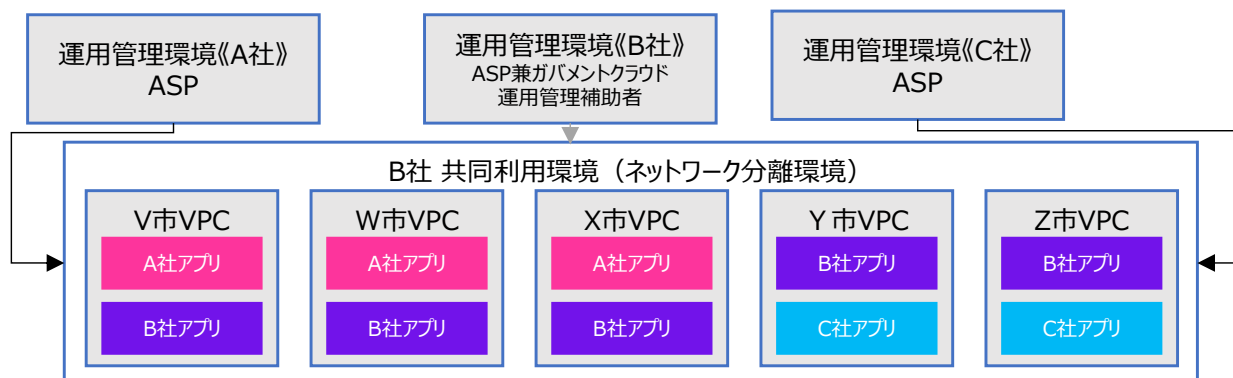 運用管理環境《A社》
ASP
運用管理環境《B社》
ASP兼ガバメントクラウド
運用管理補助者
運用管理環境《C社》
ASP
B社 共同利用環境（ネットワーク分離環境）
V市VPC
A社アプリ
B社アプリ
W市VPC
A社アプリ
B社アプリ
X市VPC
A社アプリ
B社アプリ
Y 市VPC
B社アプリ
C社アプリ
Z市VPC
B社アプリ
C社アプリ